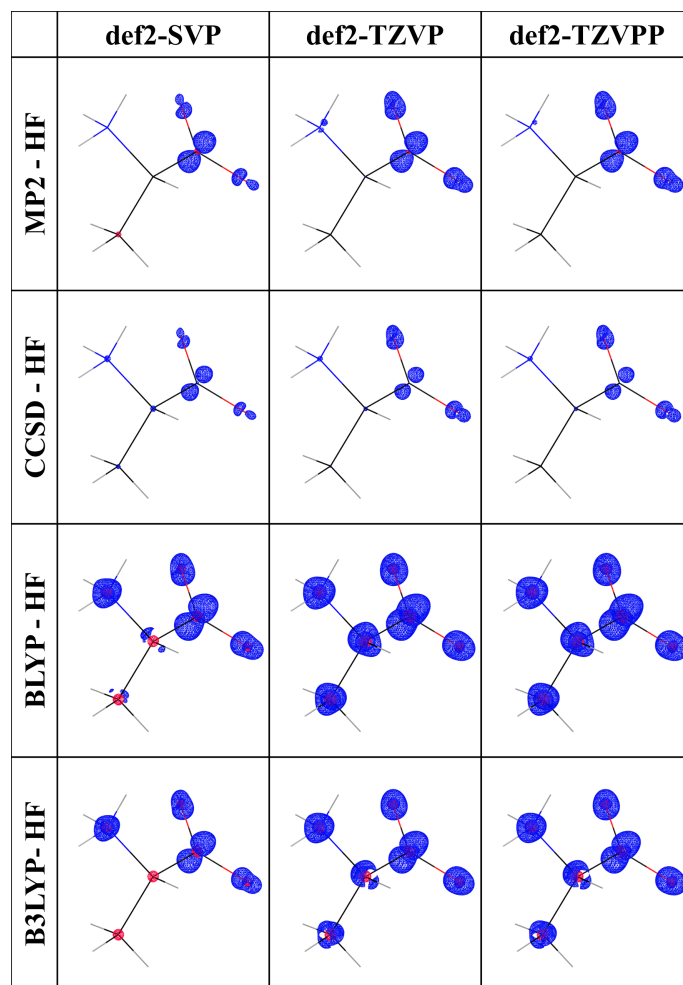 def2-SVP def2-TZVP def2-TZVPP
MP2 - HF
CCSD - HF
BLYP - HF
B3LYP- HF